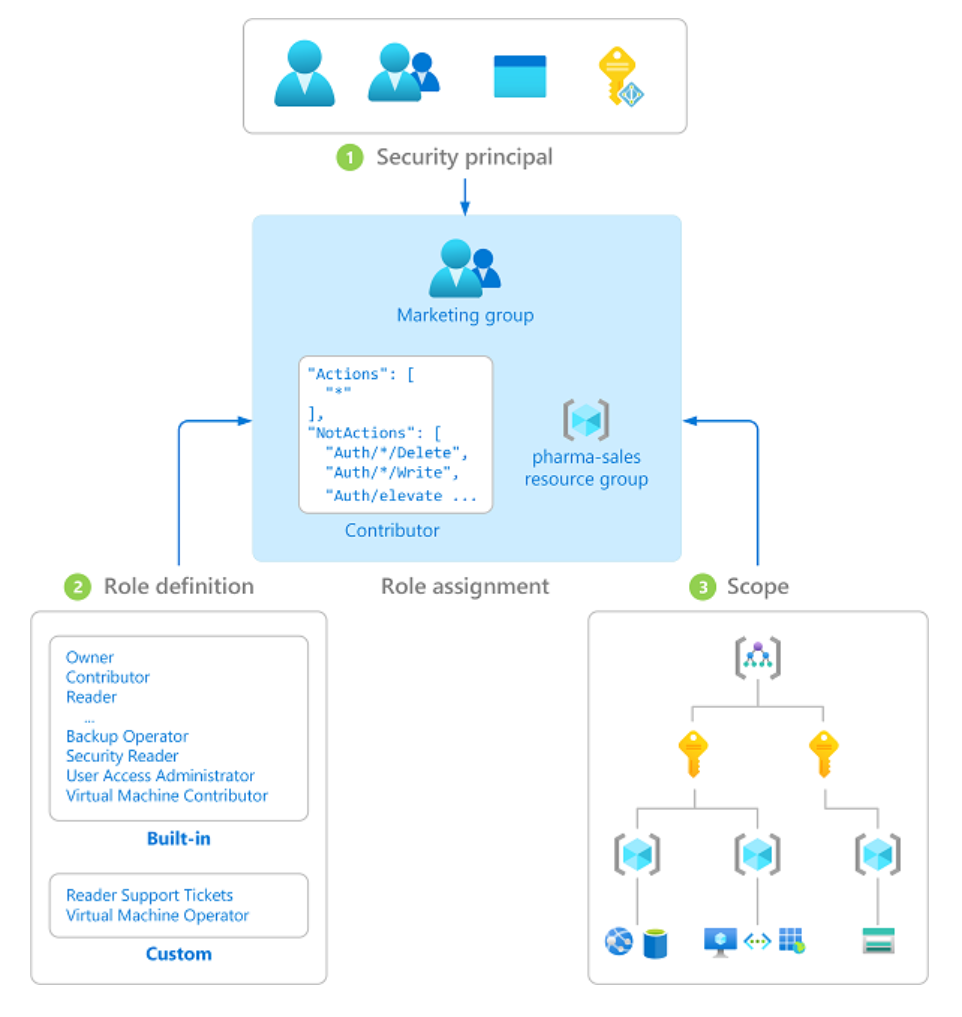 1 Security principal
Marketing group
"Actions": [
"*"
],
"NotActions": [
"Auth/*/Delete",
"Auth/*/Write",
"Auth/elevate ...
Contributor
pharma-sales
resource group
2 Role definition
Role assignment
3 Scope
Owner
Contributor
Reader
...
Backup Operator
Security Reader
User Access Administrator
Virtual Machine Contributor
Built-in
Reader Support Tickets
Virtual Machine Operator
Custom